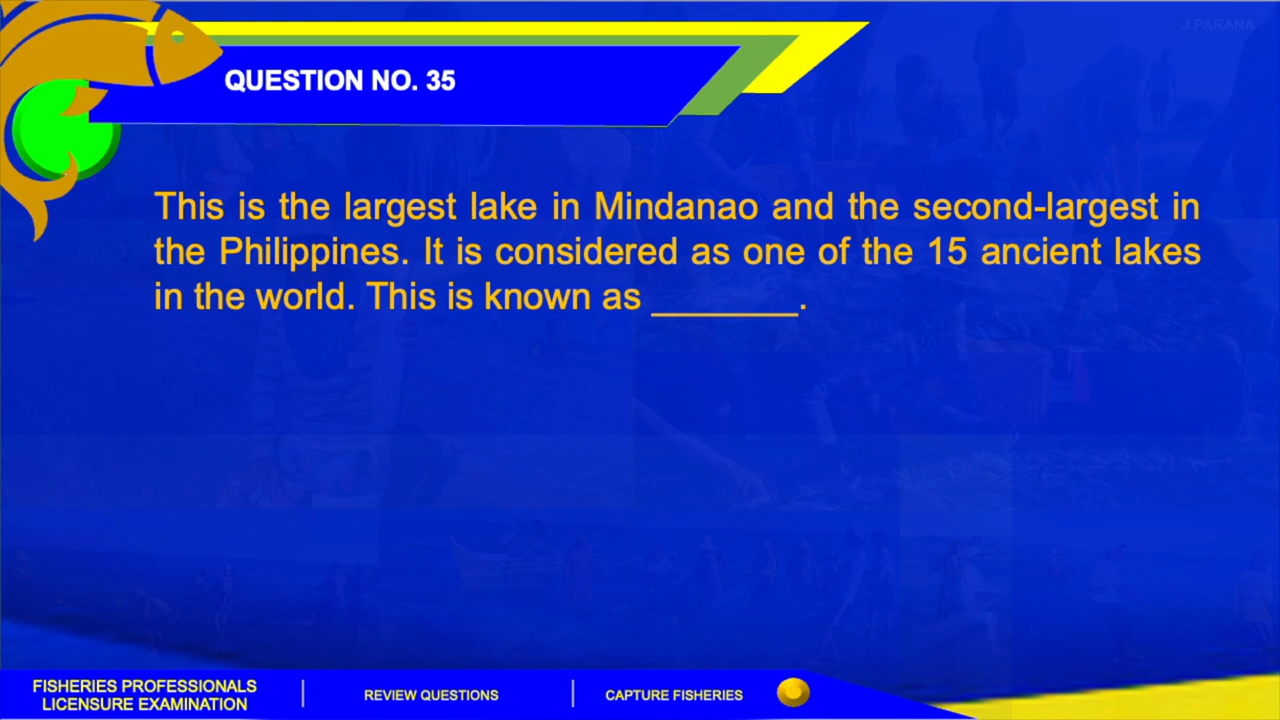 J.PARANA
QUESTION NO. 35
This is the largest lake in Mindanao and the second-largest in
the Philippines. It is considered as one of the 15 ancient lakes
in the world. This is known as _______.
FISHERIES PROFESSIONALS
LICENSURE EXAMINATION
REVIEW QUESTIONS
CAPTURE FISHERIES